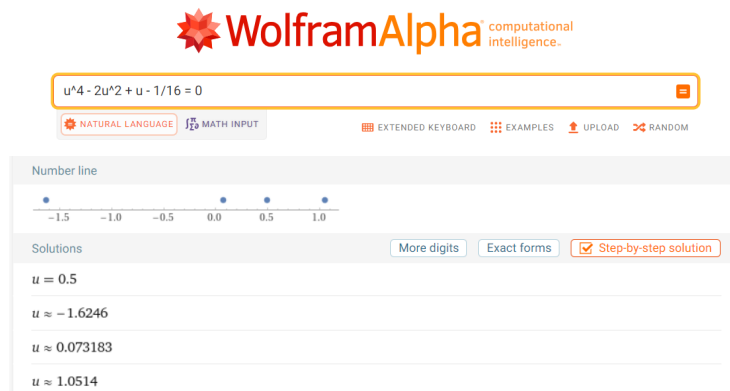 WolframAlpha computational intelligence™
u^4 - 2u^2 + u - 1/16 = 0
NATURAL LANGUAGE MATH INPUT EXTENDED KEYBOARD EXAMPLES UPLOAD RANDOM
Number line
-1.5 -1.0 -0.5 0.0 0.5 1.0
Solutions More digits Exact forms Step-by-step solution
u = 0.5
u ≈ -1.6246
u ≈ 0.073183
u ≈ 1.0514